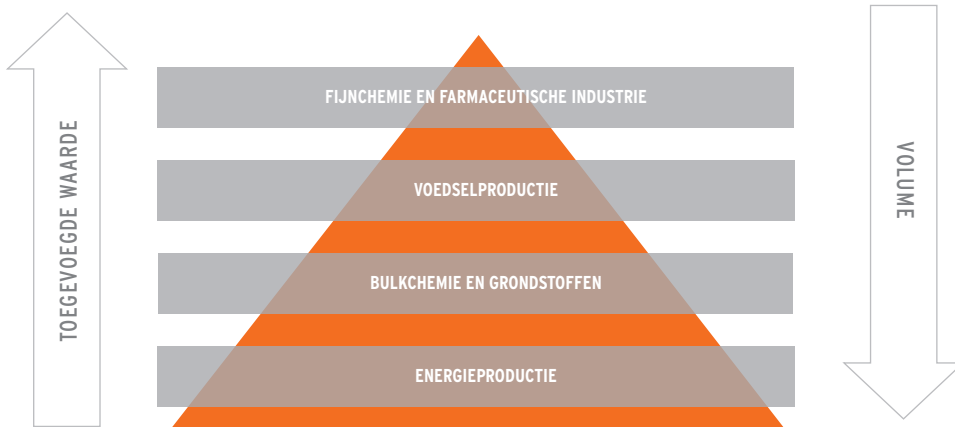 TOEGEVOEGDE WAARDE
FIJNCHEMIE EN FARMACEUTISCHE INDUSTRIE
VOEDSELPRODUCTIE
BULKCHEMIE EN GRONDSTOFFEN
ENERGIEPRODUCTIE
VOLUME